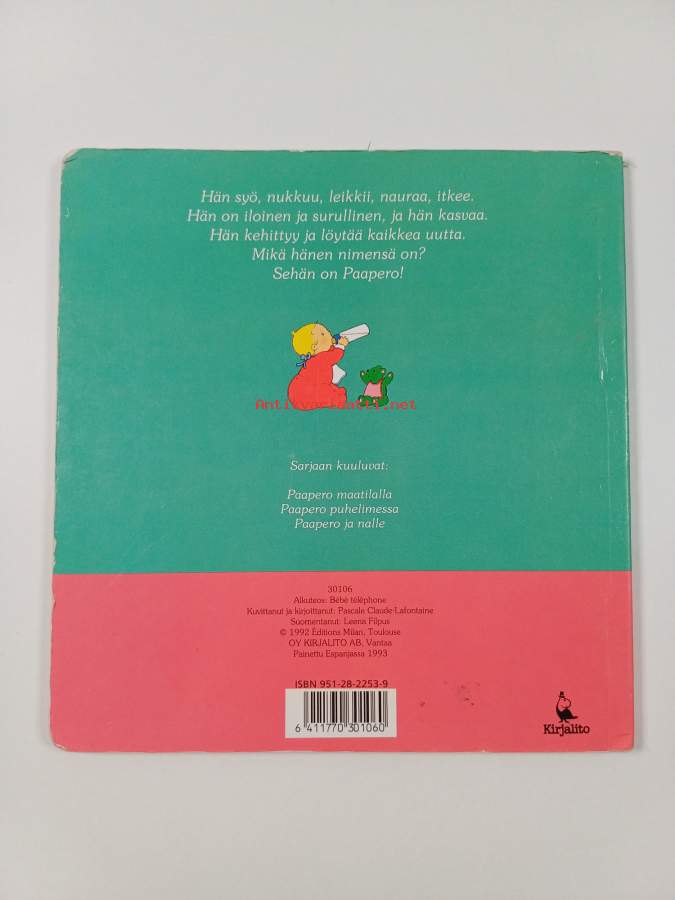 Hän syö, nukkuu, leikkii, nauraa, itkee.
Hän on iloinen ja surullinen, ja hän kasvaa.
Hän kehittyy ja löytää kaikkea uutta.
Mikä hänen nimensä on?
Sehän on Paapero!
Antikvariaatti.net
Sarjaan kuuluvat:
Paapero maatilalla
Paapero puhelimessa
Paapero ja nalle
30106
Alkuteos: Bébé téléphone
Kuvittanut ja kirjoittanut: Pascale Claude-Lafontaine
Suomentanut: Leena Filpus
© 1992 Éditions Milan, Toulouse
OY KIRJALITO AB, Vantaa
Painettu Espanjassa 1993
ISBN 951-28-2253-9
6 411770 301060
Kirjalito